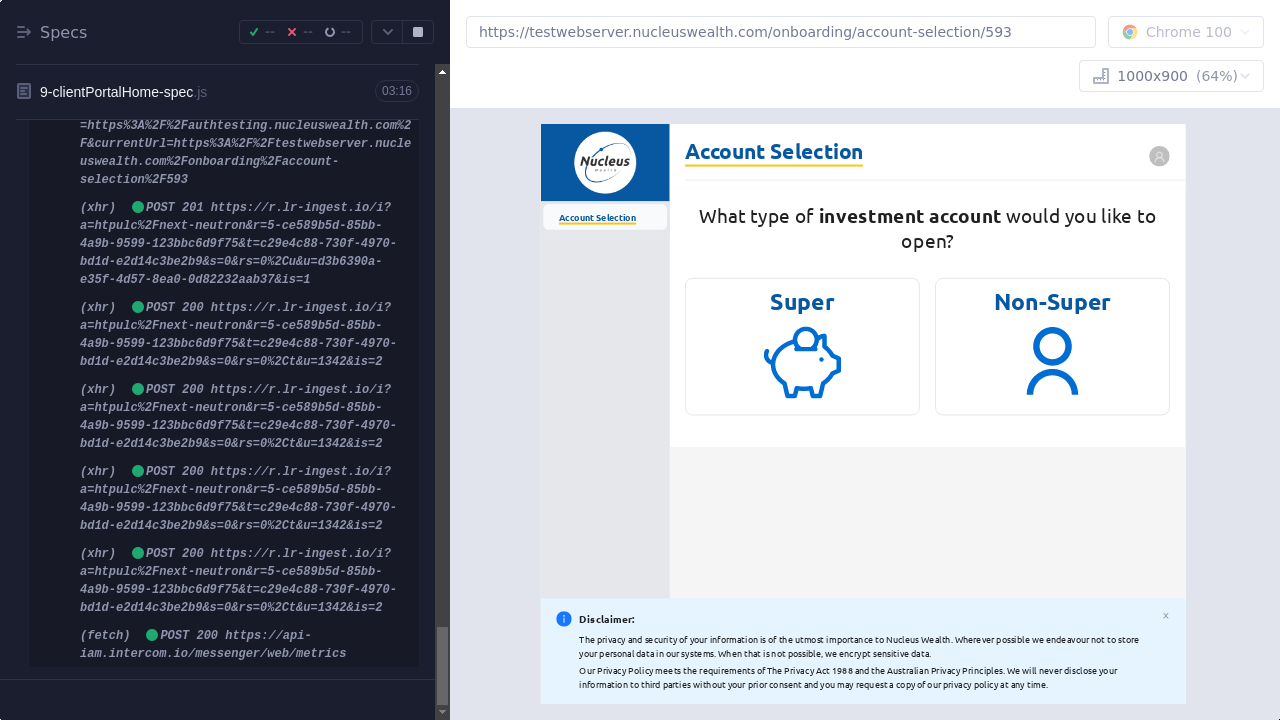 Specs
--
--
--
https://testwebserver.nucleuswealth.com/onboarding/account-selection/593
Chrome 100
1000x900 (64%)
9-clientPortalHome-spec.js
03:16
=https%3A%2F%2Fauthtesting.nucleuswealth.com%2
F&currentUrl=https%3A%2F%2Ftestwebserver.nucle
uswealth.com%2Fonboarding%2Faccount-
selection%2F593
(xhr) POST 201 https://r.lr-ingest.io/i?
a=htpulc%2Fnext-neutron&r=5-ce589b5d-85bb-
4a9b-9599-123bbc6d9f75&t=c29e4c88-730f-4970-
bd1d-e2d14c3be2b9&s=0&rs=0%2Cu&u=d3b6390a-
e35f-4d57-8ea0-0d82232aab37&is=1
(xhr) POST 200 https://r.lr-ingest.io/i?
a=htpulc%2Fnext-neutron&r=5-ce589b5d-85bb-
4a9b-9599-123bbc6d9f75&t=c29e4c88-730f-4970-
bd1d-e2d14c3be2b9&s=0&rs=0%2Ct&u=1342&is=2
(xhr) POST 200 https://r.lr-ingest.io/i?
a=htpulc%2Fnext-neutron&r=5-ce589b5d-85bb-
4a9b-9599-123bbc6d9f75&t=c29e4c88-730f-4970-
bd1d-e2d14c3be2b9&s=0&rs=0%2Ct&u=1342&is=2
(xhr) POST 200 https://r.lr-ingest.io/i?
a=htpulc%2Fnext-neutron&r=5-ce589b5d-85bb-
4a9b-9599-123bbc6d9f75&t=c29e4c88-730f-4970-
bd1d-e2d14c3be2b9&s=0&rs=0%2Ct&u=1342&is=2
(xhr) POST 200 https://r.lr-ingest.io/i?
a=htpulc%2Fnext-neutron&r=5-ce589b5d-85bb-
4a9b-9599-123bbc6d9f75&t=c29e4c88-730f-4970-
bd1d-e2d14c3be2b9&s=0&rs=0%2Ct&u=1342&is=2
(fetch) POST 200 https://api-
iam.intercom.io/messenger/web/metrics
Nucleus
Wealth
Account Selection
Account Selection
What type of investment account would you like to
open?
Super
Non-Super
Disclaimer:
The privacy and security of your information is of the utmost importance to Nucleus Wealth. Wherever possible we endeavour not to store
your personal data in our systems. When that is not possible, we encrypt sensitive data.
Our Privacy Policy meets the requirements of The Privacy Act 1988 and the Australian Privacy Principles. We will never disclose your
information to third parties without your prior consent and you may request a copy of our privacy policy at any time.